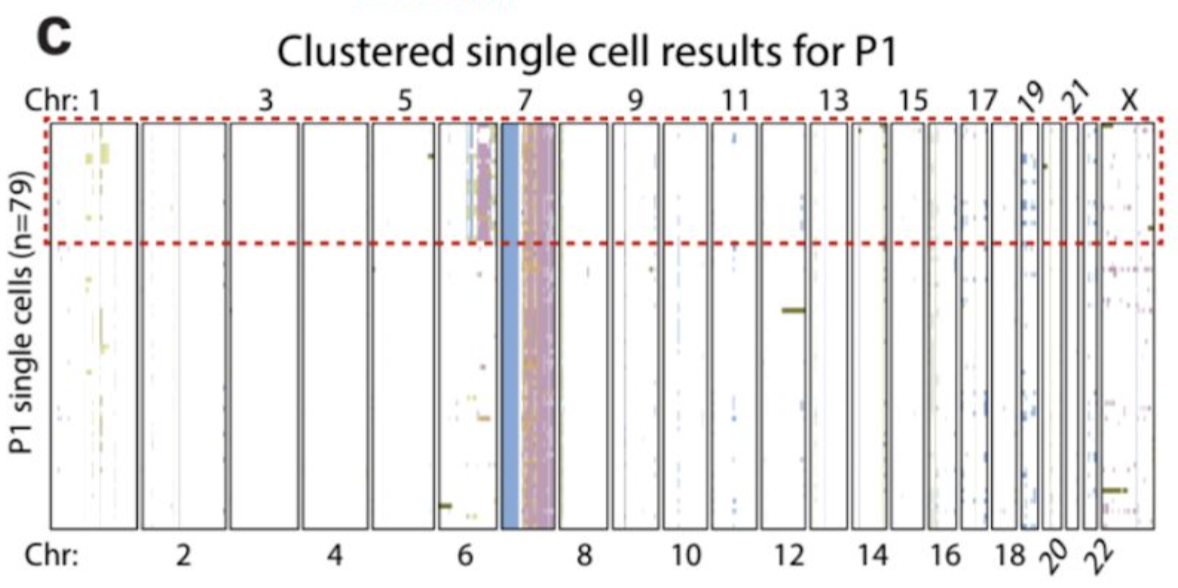 C
Clustered single cell results for P1
Chr: 1 3 5 7 9 11 13 15 17 19 21 X
P1 single cells (n=79)
Chr: 2 4 6 8 10 12 14 16 18 20 22